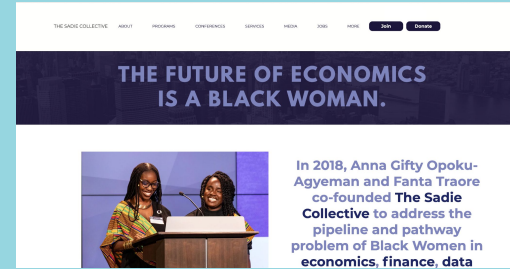 THE SADIE COLLECTIVE ABOUT PROGRAMS CONFERENCES SERVICES MEDIA JOBS MORE Join Donate
THE FUTURE OF ECONOMICS
IS A BLACK WOMAN.
In 2018, Anna Gifty Opoku-
Agyeman and Fanta Traore
co-founded The Sadie
Collective to address the
pipeline and pathway
problem of Black Women in
economics, finance, data